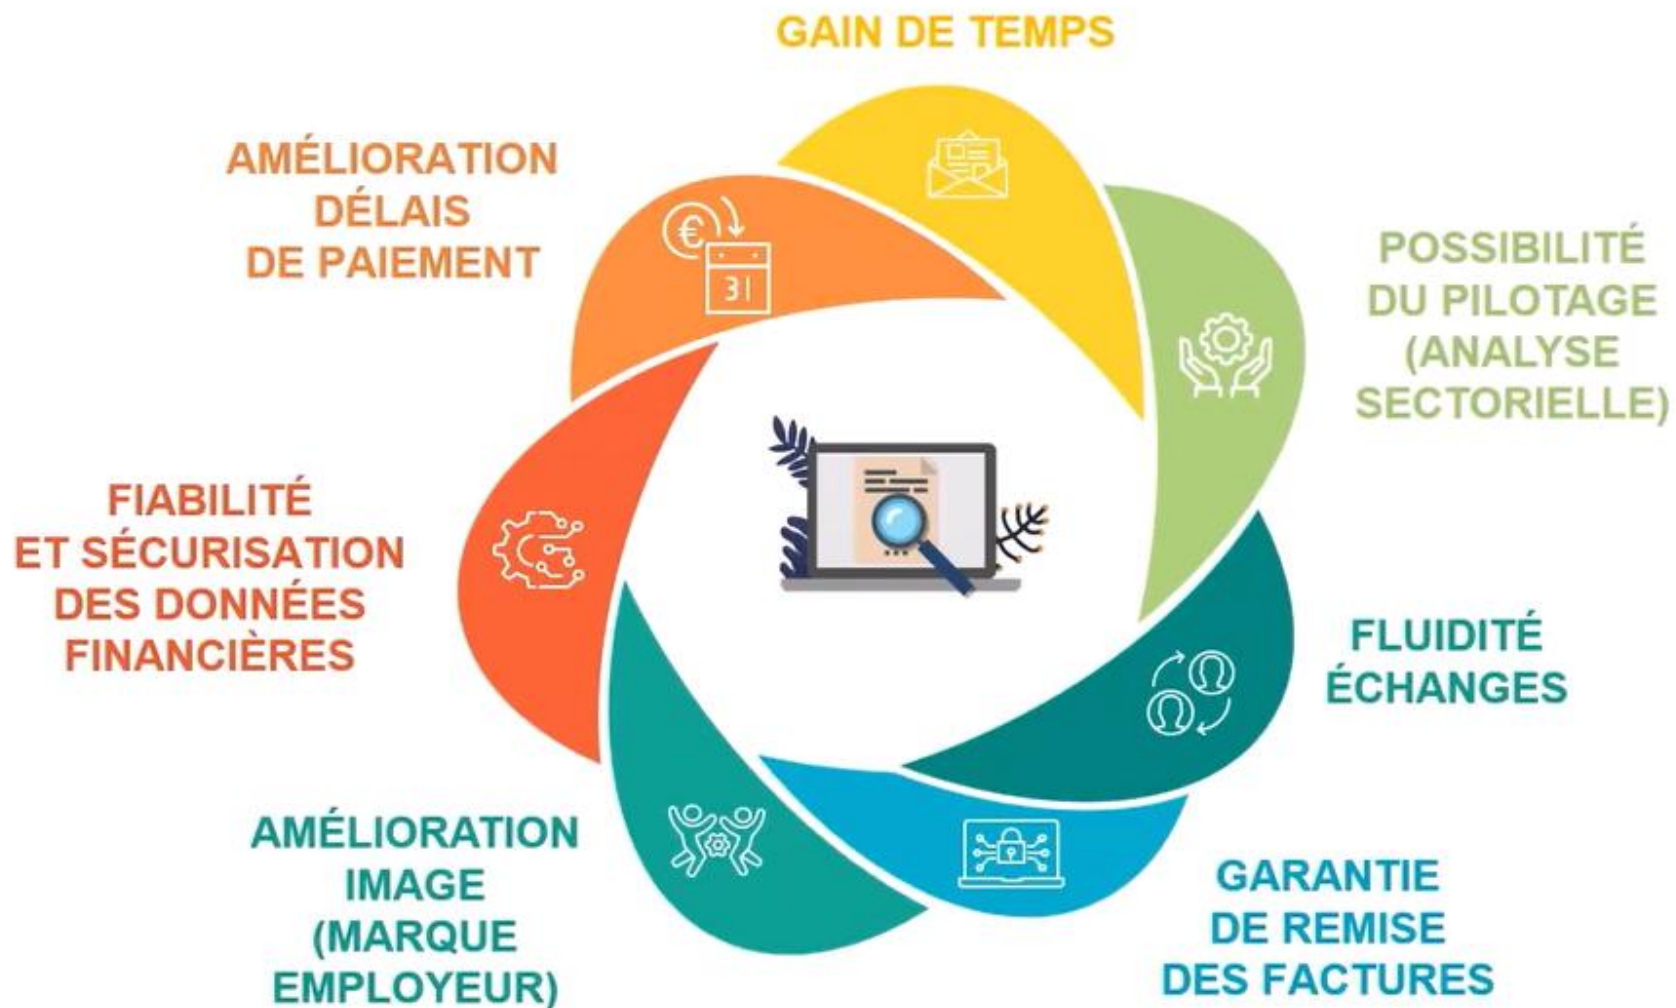 GAIN DE TEMPS
AMÉLIORATION
DÉLAIS
DE PAIEMENT
€
31
POSSIBILITÉ
DU PILOTAGE
(ANALYSE
SECTORIELLE)
FIABILITÉ
ET SÉCURISATION
DES DONNÉES
FINANCIÈRES
FLUIDITÉ
ÉCHANGES
AMÉLIORATION
IMAGE
(MARQUE
EMPLOYEUR)
GARANTIE
DE REMISE
DES FACTURES